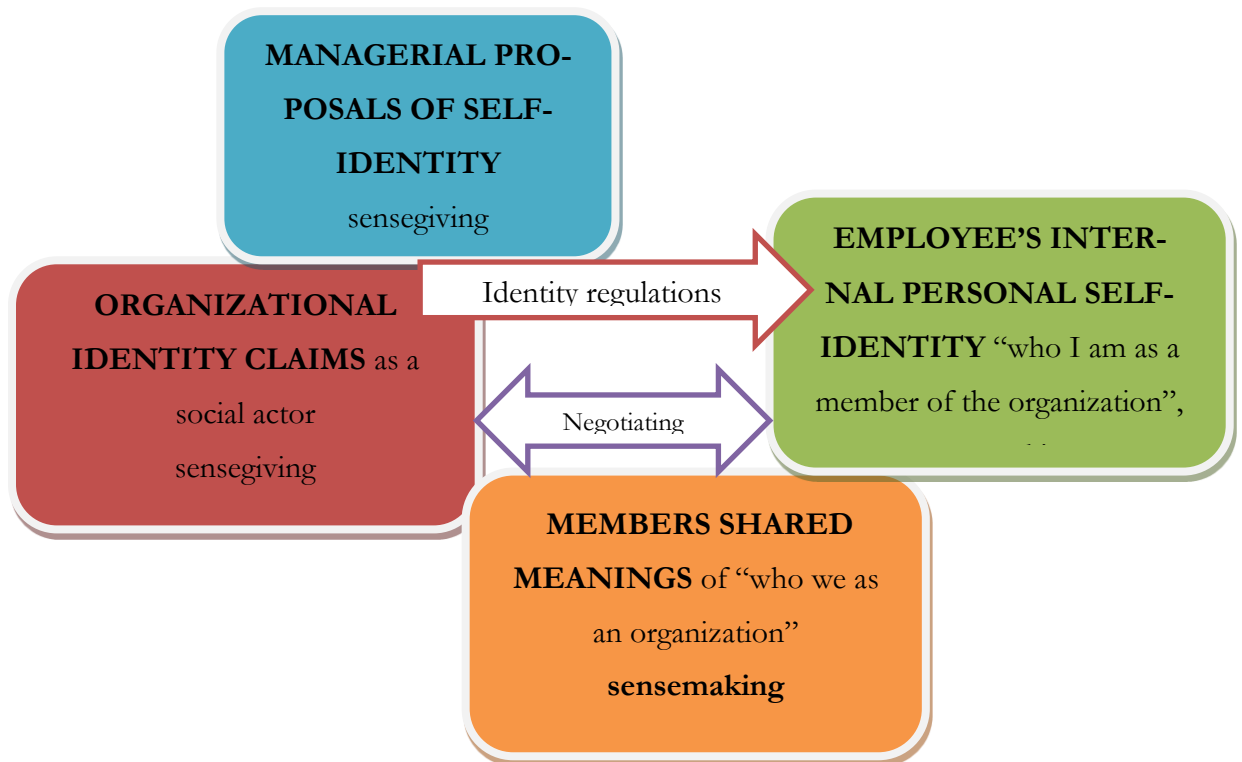 MANAGERIAL PRO-
POSALS OF SELF-
IDENTITY
sensegiving
ORGANIZATIONAL
IDENTITY CLAIMS as a
social actor
sensegiving
Identity regulations
Negotiating
EMPLOYEE’S INTER-
NAL PERSONAL SELF-
IDENTITY “who I am as a
member of the organization”,
MEMBERS SHARED
MEANINGS of “who we as
an organization”
sensemaking